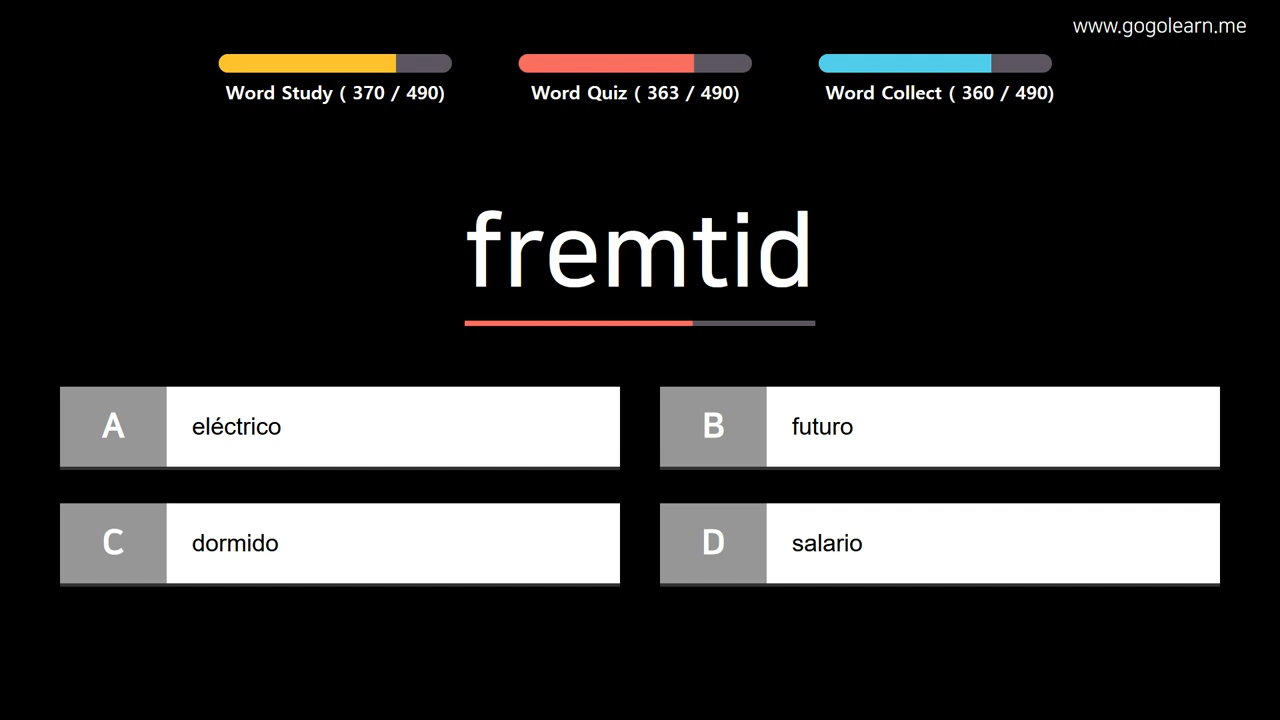 www.gogolearn.me
Word Study ( 370 / 490)
Word Quiz ( 363 / 490)
Word Collect ( 360 / 490)
fremtid
A eléctrico
B futuro
C dormido
D salario